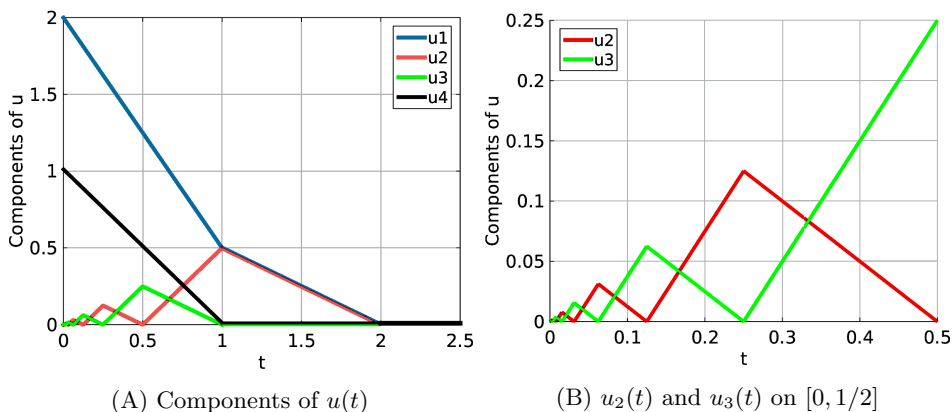 Components of u
2
1.5
1
0.5
0
0
0.5
1
1.5
2
2.5
t
u1
u2
u3
u4
(A) Components of u(t)
Components of u
0.25
0.2
0.15
0.1
0.05
0
0
0.1
0.2
0.3
0.4
0.5
t
u2
u3
(B) u₂(t) and u₃(t) on [0, 1/2]